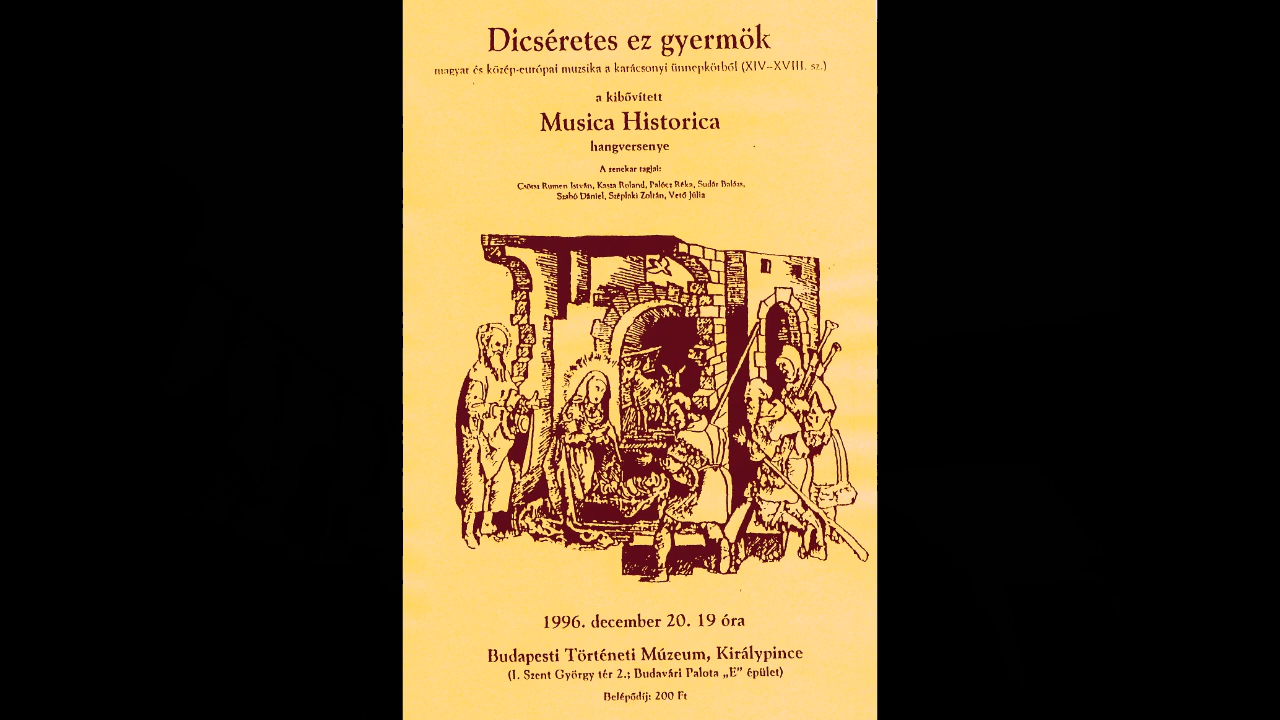 Dicséretes ez gyermök
magyar és közép-európai muzsika a karácsonyi ünnepkörből (XIV–XVIII. sz.)
a kibővített
Musica Historica
hangversenye
A zenekar tagjai:
Csörsz Rumen István, Kasza Roland, Palócz Réka, Sudár Balázs,
Szabó Dániel, Széplaki Zoltán, Vető Júlia
1996. december 20. 19 óra
Budapesti Történeti Múzeum, Királypince
(I. Szent György tér 2.; Budavári Palota „E” épület)
Belépődíj: 200 Ft